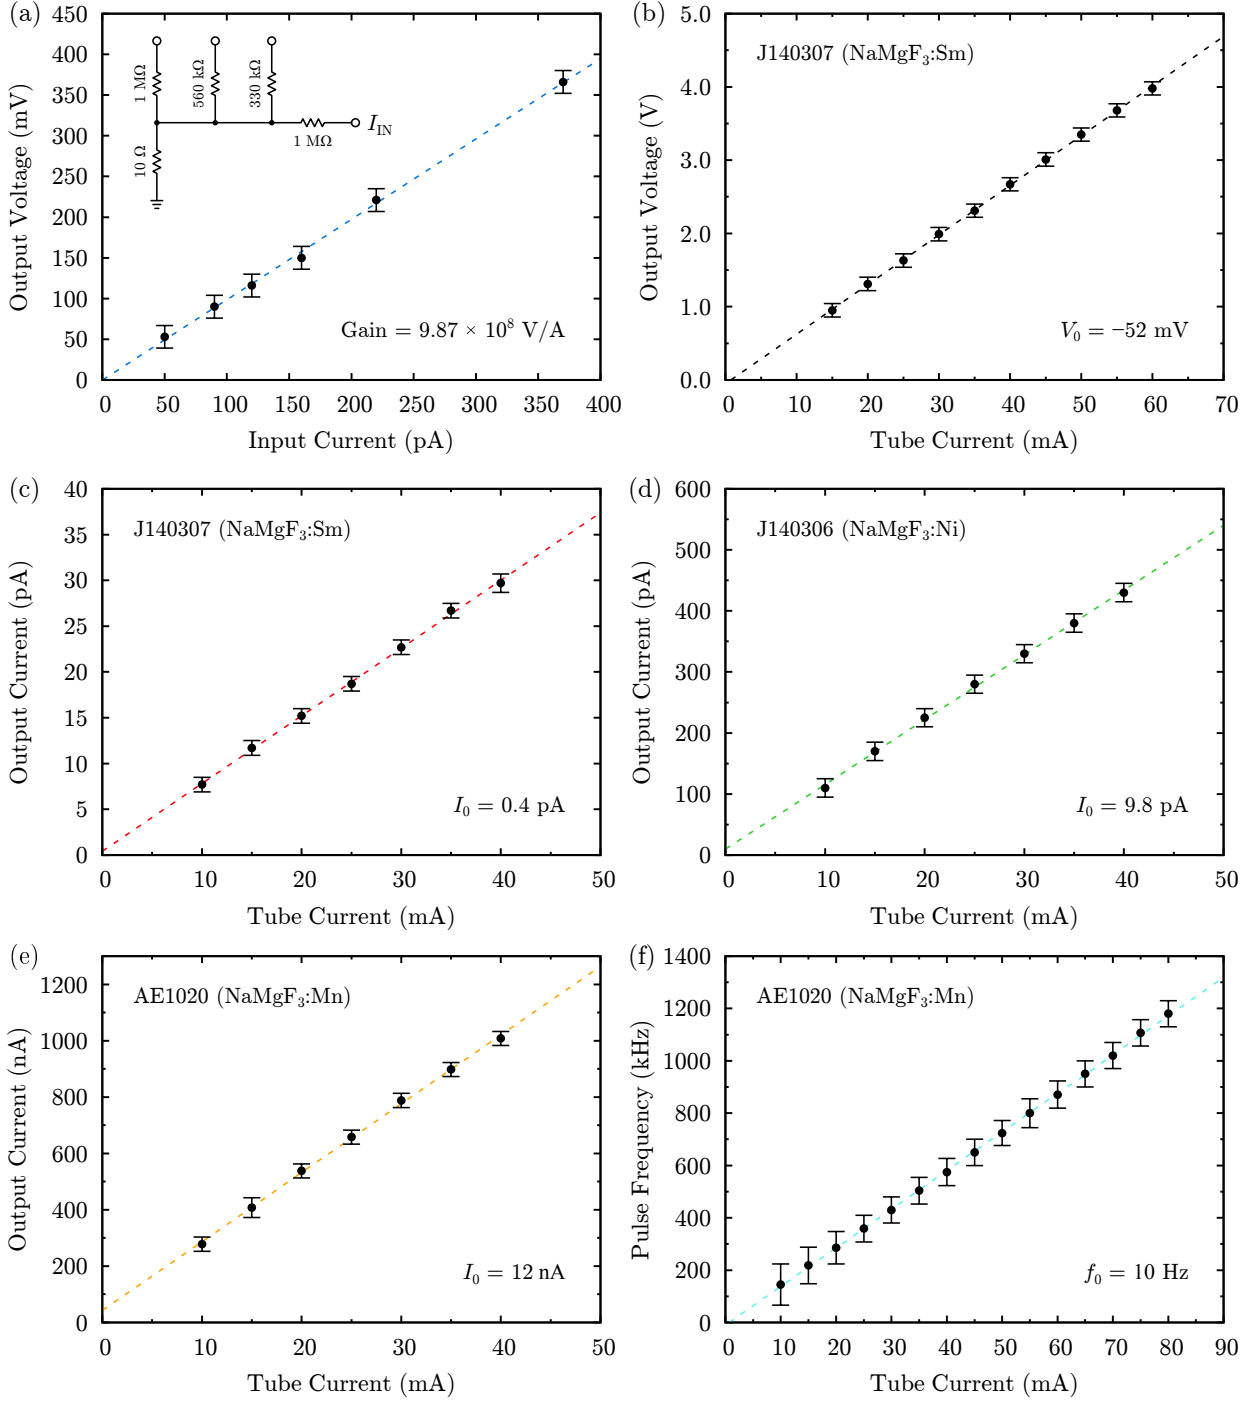 (a)
450
400
350
300
250
200
150
100
50
0
Output Voltage (mV)
1 MΩ
560 kΩ
330 kΩ
10 Ω
1 MΩ
I_IN
Gain = 9.87 × 10⁸ V/A
0 50 100 150 200 250 300 350 400
Input Current (pA)
(b)
5.0
4.0
3.0
2.0
1.0
0.0
Output Voltage (V)
J140307 (NaMgF₃:Sm)
V₀ = −52 mV
0 10 20 30 40 50 60 70
Tube Current (mA)
(c)
40
35
30
25
20
15
10
5
0
Output Current (pA)
J140307 (NaMgF₃:Sm)
I₀ = 0.4 pA
0 10 20 30 40 50
Tube Current (mA)
(d)
600
500
400
300
200
100
0
Output Current (pA)
J140306 (NaMgF₃:Ni)
I₀ = 9.8 pA
0 10 20 30 40 50
Tube Current (mA)
(e)
1200
1000
800
600
400
200
0
Output Current (nA)
AE1020 (NaMgF₃:Mn)
I₀ = 12 nA
0 10 20 30 40 50
Tube Current (mA)
(f)
1400
1200
1000
800
600
400
200
0
Pulse Frequency (kHz)
AE1020 (NaMgF₃:Mn)
f₀ = 10 Hz
0 10 20 30 40 50 60 70 80 90
Tube Current (mA)